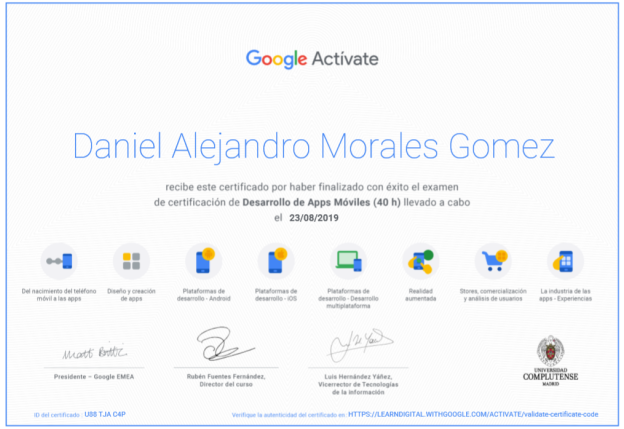 Google Actívate
Daniel Alejandro Morales Gomez
recibe este certificado por haber finalizado con éxito el examen
de certificación de Desarrollo de Apps Móviles (40 h) llevado a cabo
el 23/08/2019
Del nacimento del teléfono
móvil a las apps
Diseño y creación
de apps
Plataformas de
desarrollo - Android
Plataformas de
desarrollo - iOS
Plataformas de
desarrollo - Desarrollo
multiplataforma
Realidad
aumentada
Stores, comercialización
y análisis de usuarios
La industria de las
apps - Experiencias
Matt Brittin
Presidente – Google EMEA
Rubén Fuentes Fernández,
Director del curso
Luis Hernández Yáñez,
Vicerrector de Tecnologías
de la información
UNIVERSIDAD
COMPLUTENSE
MADRID
ID del certificado : U8S TJA C4P
Verifique la autenticidad del certificado en: HTTPS://LEARNDIGITAL.WITHGOOGLE.COM/ACTIVATE/validate-certificate-code